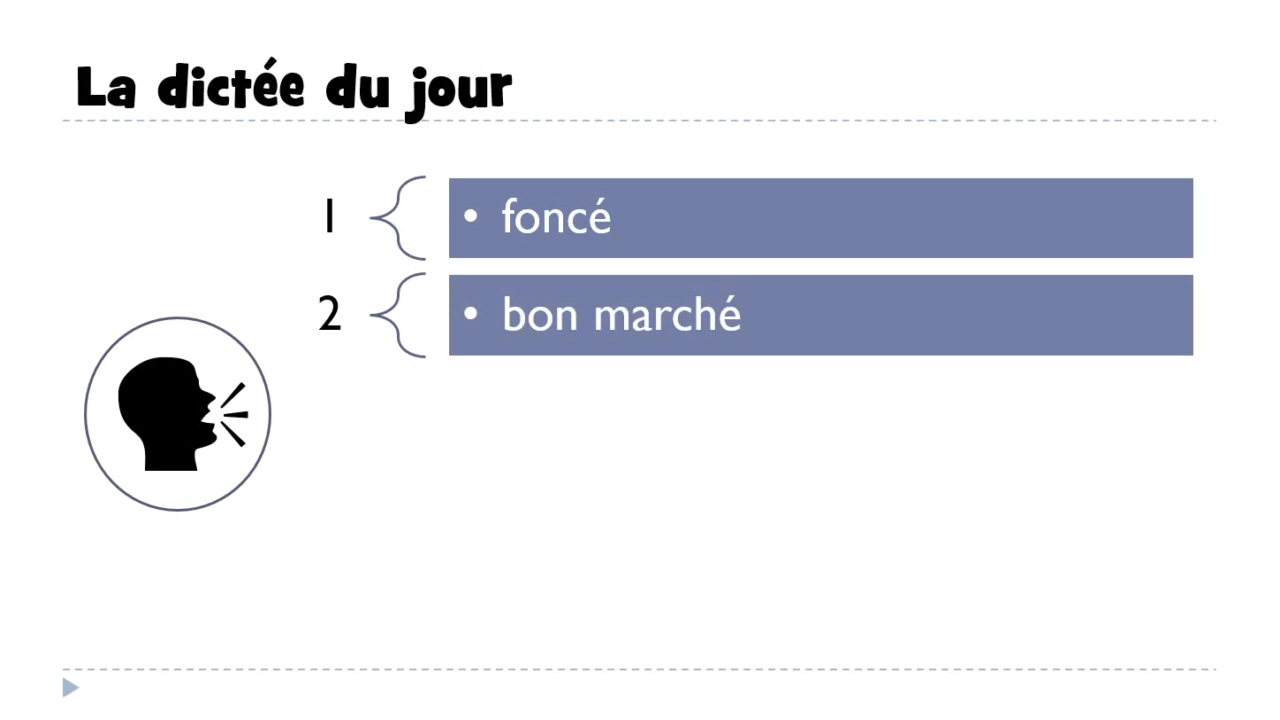 La dictée du jour
1
• foncé
2
• bon marché